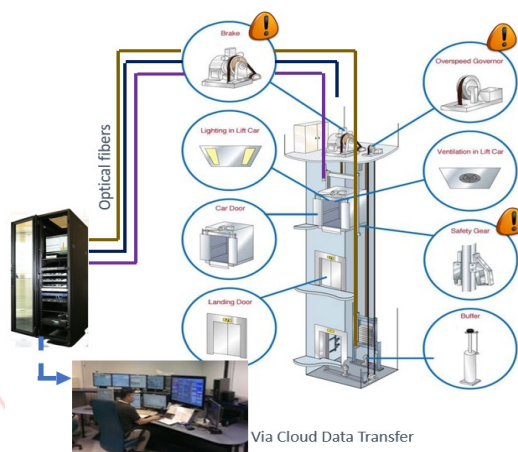 Brake
Overspeed Governor
Lighting in Lift Car
Ventilation in Lift Car
Optical fibers
Car Door
Safety Gear
Landing Door
Buffer
Via Cloud Data Transfer